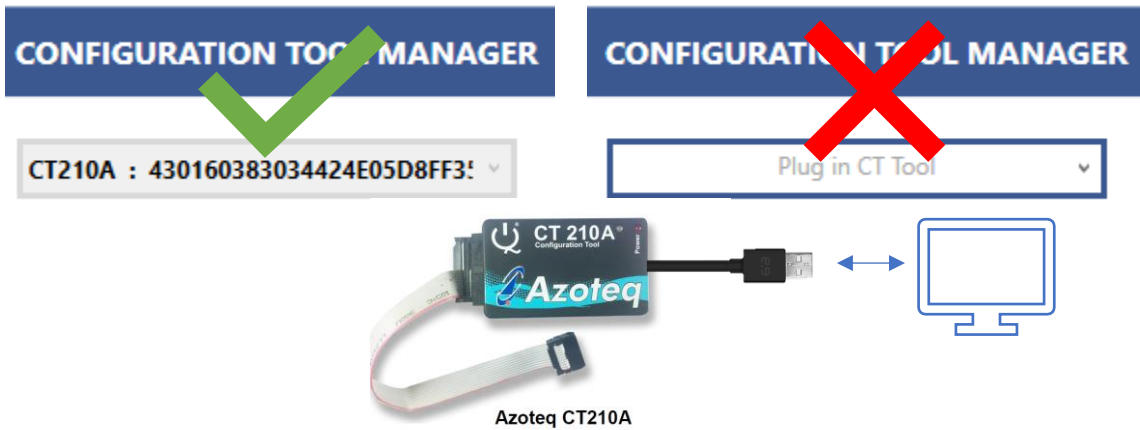 CONFIGURATION TOOL MANAGER
CT210A : 430160383034424E05D8FF35
CONFIGURATION TOOL MANAGER
Plug in CT Tool
CT 210A
Configuration Tool
Power
Azoteq
Azoteq CT210A